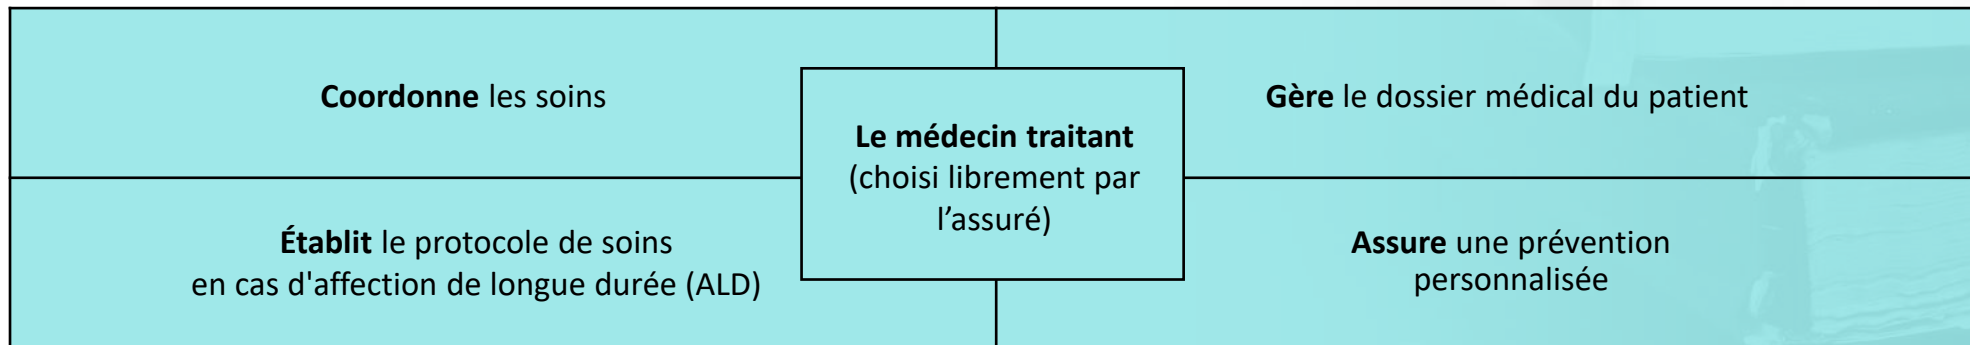 Coordonne les soins
Gère le dossier médical du patient
Le médecin traitant
(choisi librement par
l’assuré)
Établit le protocole de soins
en cas d'affection de longue durée (ALD)
Assure une prévention
personnalisée